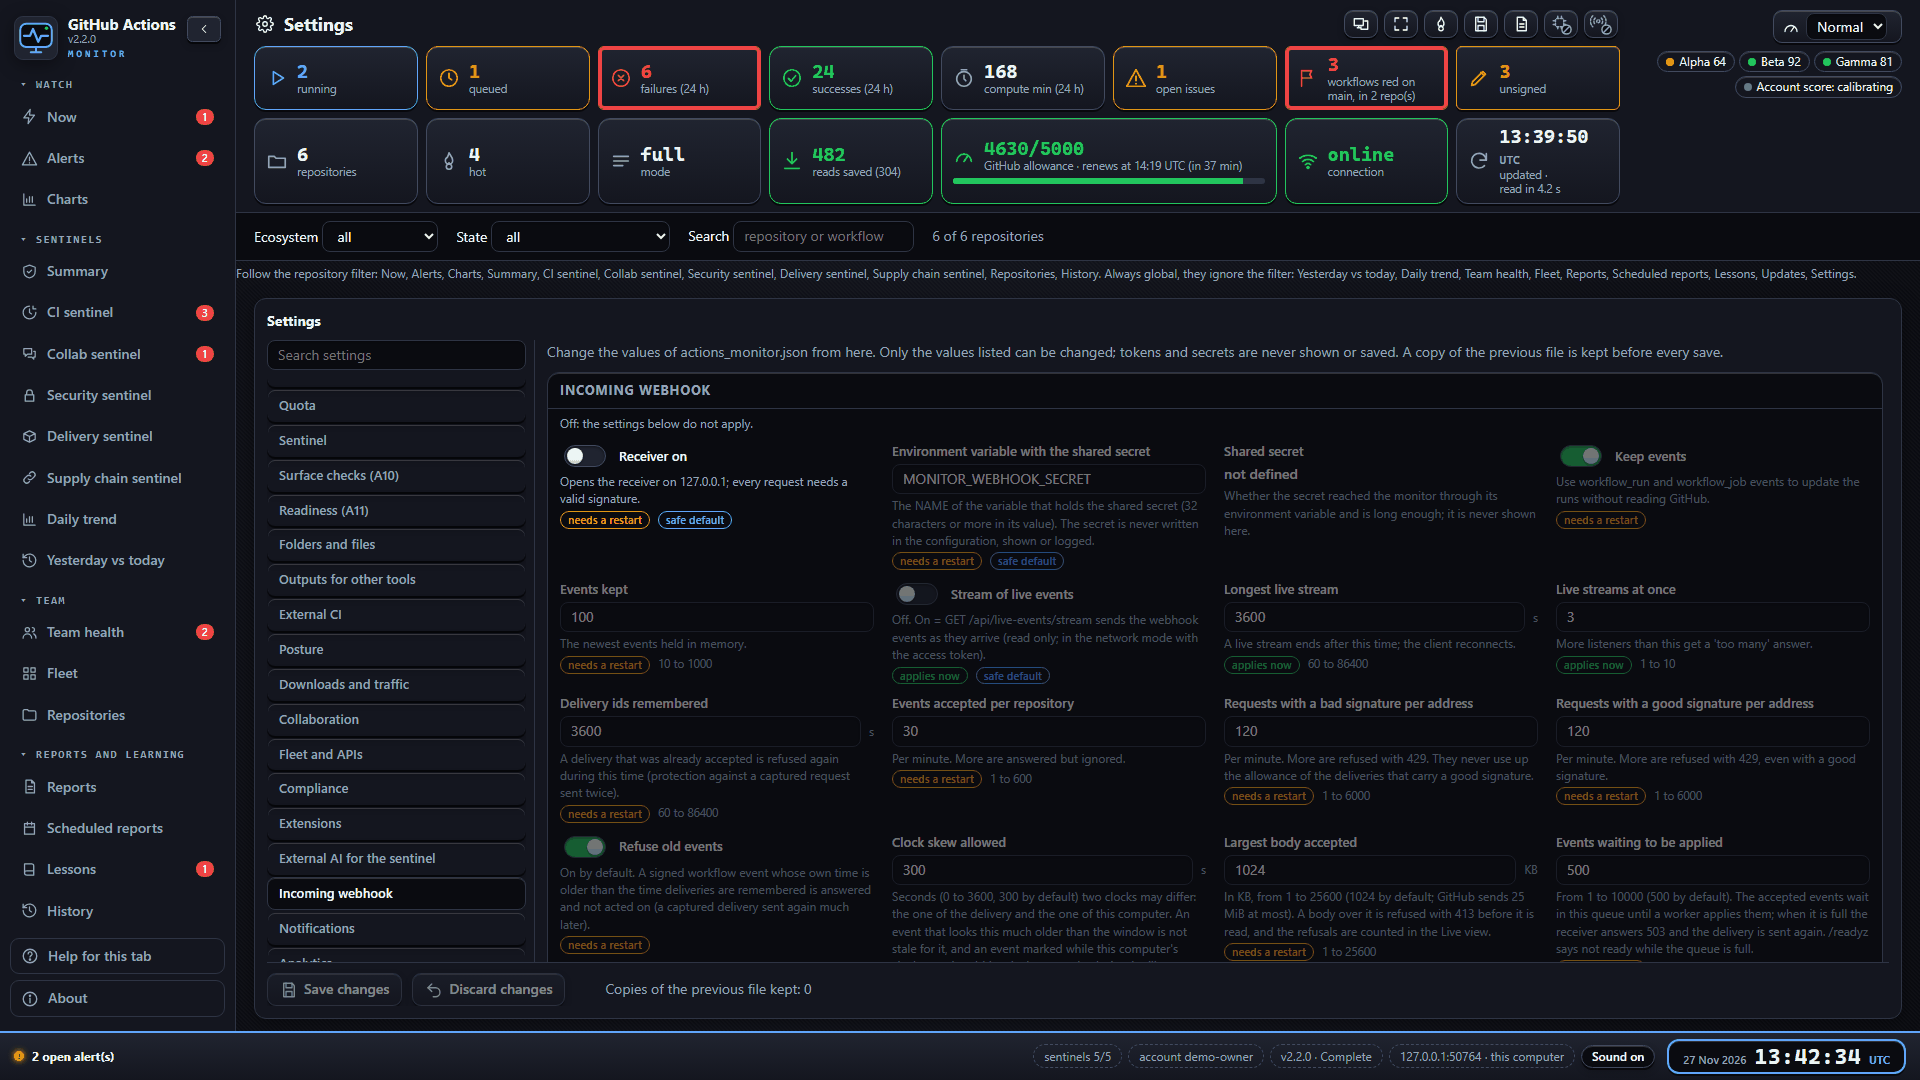 GitHub Actions
v2.2.0
MONITOR
WATCH
Now 1
Alerts 2
Charts
SENTINELS
Summary
CI sentinel 3
Collab sentinel 1
Security sentinel
Delivery sentinel
Supply chain sentinel
Daily trend
Yesterday vs today
TEAM
Team health 2
Fleet
Repositories
REPORTS AND LEARNING
Reports
Scheduled reports
Lessons 1
History
Help for this tab
About
Settings
Normal
Alpha 64
Beta 92
Gamma 81
Account score: calibrating
2
running
1
queued
6
failures (24 h)
24
successes (24 h)
168
compute min (24 h)
1
open issues
3
workflows red on
main, in 2 repo(s)
3
unsigned
6
repositories
4
hot
full
mode
482
reads saved (304)
4630/5000
GitHub allowance · renews at 14:19 UTC (in 37 min)
online
connection
13:39:50
UTC
updated ·
read in 4.2 s
Ecosystem all
State all
Search repository or workflow
6 of 6 repositories
Follow the repository filter: Now, Alerts, Charts, Summary, CI sentinel, Collab sentinel, Security sentinel, Delivery sentinel, Supply chain sentinel, Repositories, History. Always global, they ignore the filter: Yesterday vs today, Daily trend, Team health, Fleet, Reports, Scheduled reports, Lessons, Updates, Settings.
Settings
Search settings
Quota
Sentinel
Surface checks (A10)
Readiness (A11)
Folders and files
Outputs for other tools
External CI
Posture
Downloads and traffic
Collaboration
Fleet and APIs
Compliance
Extensions
External AI for the sentinel
Incoming webhook
Notifications
Change the values of actions_monitor.json from here. Only the values listed can be changed; tokens and secrets are never shown or saved. A copy of the previous file is kept before every save.
INCOMING WEBHOOK
Off: the settings below do not apply.
Receiver on
Opens the receiver on 127.0.0.1; every request needs a
valid signature.
needs a restart safe default
Environment variable with the shared secret
MONITOR_WEBHOOK_SECRET
The NAME of the variable that holds the shared secret (32
characters or more in its value). The secret is never written
in the configuration, shown or logged.
needs a restart safe default
Shared secret
not defined
Whether the secret reached the monitor through its
environment variable and is long enough; it is never shown
here.
Keep events
Use workflow_run and workflow_job events to update the
runs without reading GitHub.
needs a restart
Events kept
100
The newest events held in memory.
needs a restart 10 to 1000
Stream of live events
Off. On = GET /api/live-events/stream sends the webhook
events as they arrive (read only; in the network mode with
the access token).
applies now safe default
Longest live stream
3600 s
A live stream ends after this time; the client reconnects.
applies now 60 to 86400
Live streams at once
3
More listeners than this get a 'too many' answer.
applies now 1 to 10
Delivery ids remembered
3600 s
A delivery that was already accepted is refused again
during this time (protection against a captured request
sent twice).
needs a restart 60 to 86400
Events accepted per repository
30
Per minute. More are answered but ignored.
needs a restart 1 to 600
Requests with a bad signature per address
120
Per minute. More are refused with 429. They never use up
the allowance of the deliveries that carry a good signature.
needs a restart 1 to 6000
Requests with a good signature per address
120
Per minute. More are refused with 429, even with a good
signature.
needs a restart 1 to 6000
Refuse old events
On by default. A signed workflow event whose own time is
older than the time deliveries are remembered is answered
and not acted on (a captured delivery sent again much
later).
needs a restart
Clock skew allowed
300 s
Seconds (0 to 3600, 300 by default) two clocks may differ:
the one of the delivery and the one of this computer. An
event that looks this much older than the window is not
stale for it, and an event marked while this computer's
Largest body accepted
1024 KB
In KB, from 1 to 25600 (1024 by default; GitHub sends 25
MiB at most). A body over it is refused with 413 before it is
read, and the refusals are counted in the Live view.
needs a restart 1 to 25600
Events waiting to be applied
500
From 1 to 10000 (500 by default). The accepted events wait
in this queue until a worker applies them; when it is full the
receiver answers 503 and the delivery is sent again. /readyz
says not ready while the queue is full.
Save changes
Discard changes
Copies of the previous file kept: 0
2 open alert(s)
sentinels 5/5
account demo-owner
v2.2.0 · Complete
127.0.0.1:50764 · this computer
Sound on
27 Nov 2026 13:42:34 UTC